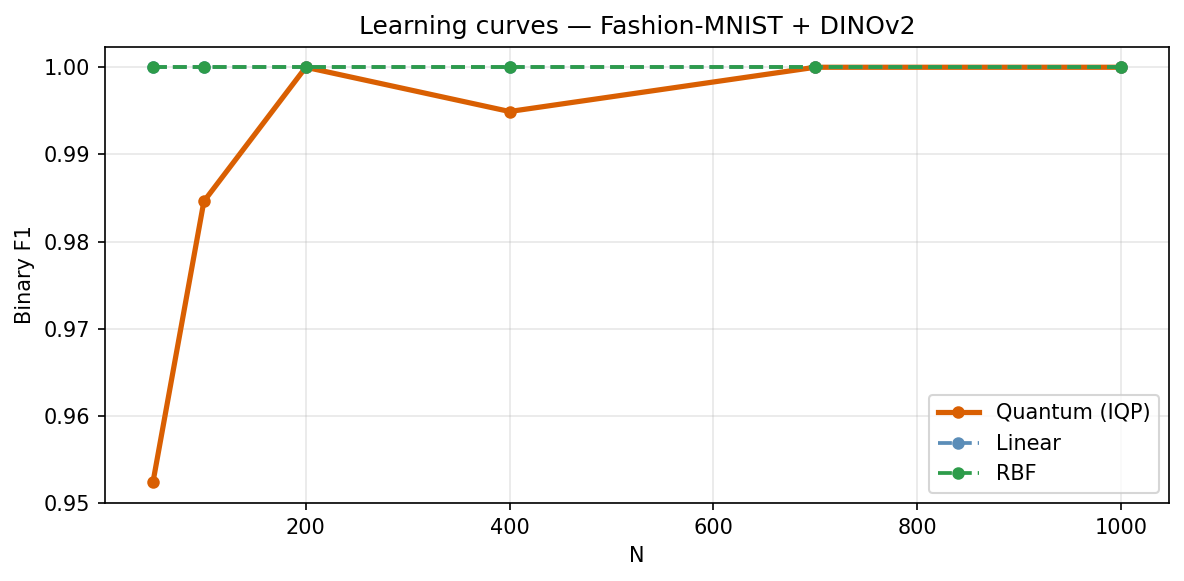 Learning curves — Fashion-MNIST + DINOv2
Binary F1
1.00
0.99
0.98
0.97
0.96
0.95
200
400
600
800
1000
N
Quantum (IQP)
Linear
RBF